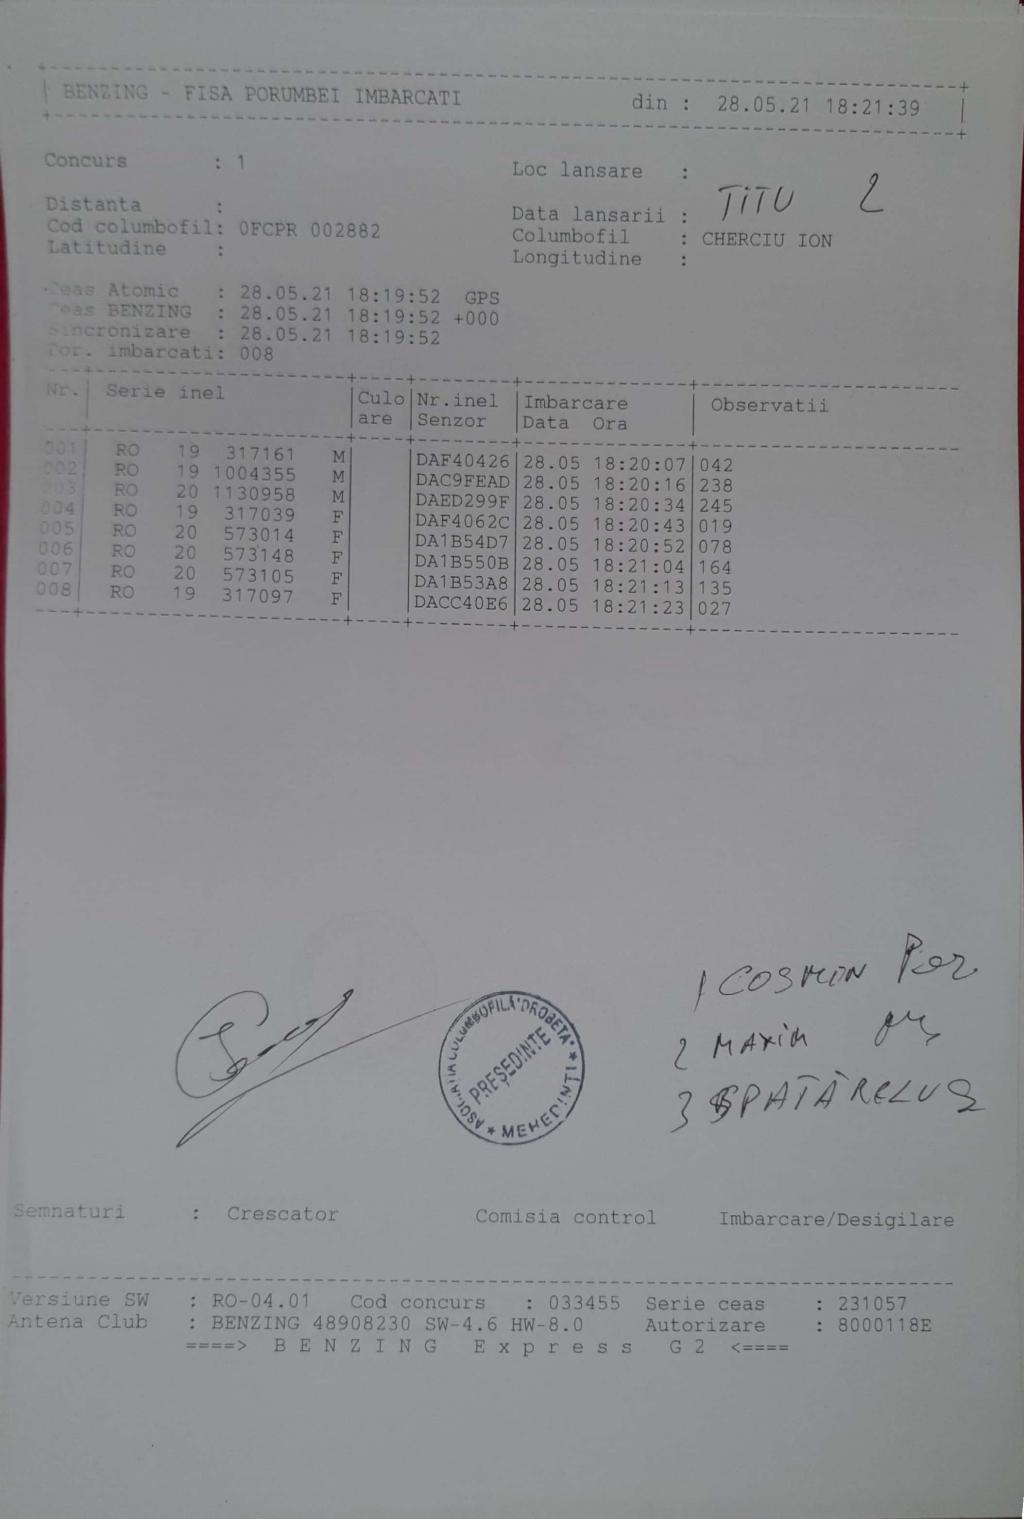 BENZING - FISA PORUMBEI IMBARCATI din : 28.05.21 18:21:39
Concurs : 1 Loc lansare : TiTU 2
Distanta : Data lansarii :
Cod columbofil: 0FCPR 002882 Columbofil : CHERCIU ION
Latitudine : Longitudine :
Ceas Atomic : 28.05.21 18:19:52 GPS
Ceas BENZING : 28.05.21 18:19:52 +000
Sincronizare : 28.05.21 18:19:52
Por. imbarcati: 008
Nr. Serie inel Culo Nr.inel Imbarcare Observatii
are Senzor Data Ora
001 RO 19 317161 M DAF40426 28.05 18:20:07 042
002 RO 19 1004355 M DAC9FEAD 28.05 18:20:16 238
003 RO 20 1130958 M DAED299F 28.05 18:20:34 245
004 RO 19 317039 F DAF4062C 28.05 18:20:43 019
005 RO 20 573014 F DA1B54D7 28.05 18:20:52 078
006 RO 20 573148 F DA1B550B 28.05 18:21:04 164
007 RO 20 573105 F DA1B53A8 28.05 18:21:13 135
008 RO 19 317097 F DACC40E6 28.05 18:21:23 027
ASOCIATIA COLUMBOFILĂ "DROBETA" * MEHEDINTI *
PREȘEDINTE
1 COSMIN
2 MAXIM
3 SPATĂRELU
Semnaturi : Crescator Comisia control Imbarcare/Desigilare
Versiune SW : RO-04.01 Cod concurs : 033455 Serie ceas : 231057
Antena Club : BENZING 48908230 SW-4.6 HW-8.0 Autorizare : 8000118E
====> B E N Z I N G E x p r e s s G 2 <====